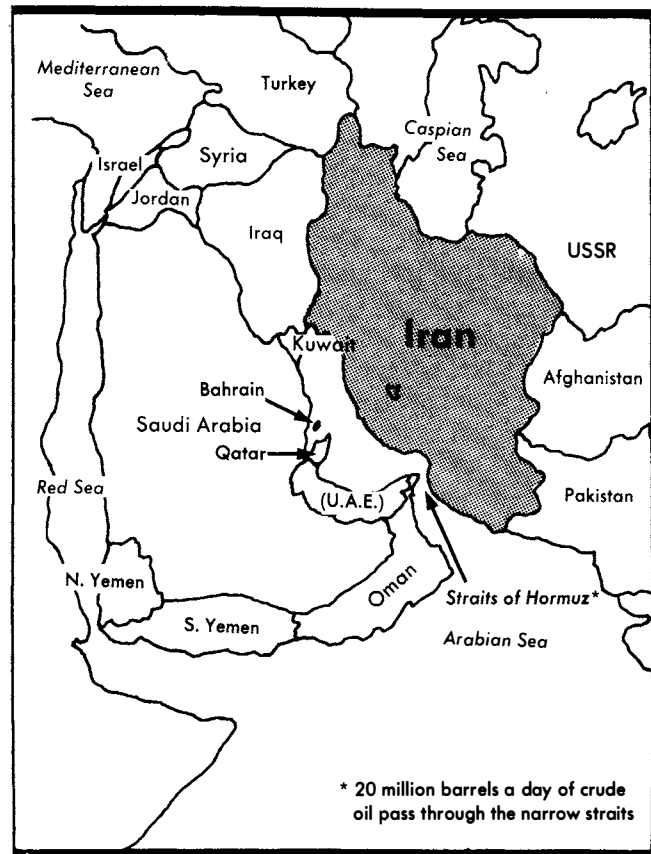 Mediterranean
Sea
Turkey
Caspian
Sea
Syria
Israel
Jordan
Iraq
USSR
Iran
Kuwait
Afghanistan
Bahrain
Saudi Arabia
Qatar
Red Sea
(U.A.E.)
Pakistan
N. Yemen
Oman
Straits of Hormuz*
S. Yemen
Arabian Sea
* 20 million barrels a day of crude
oil pass through the narrow straits